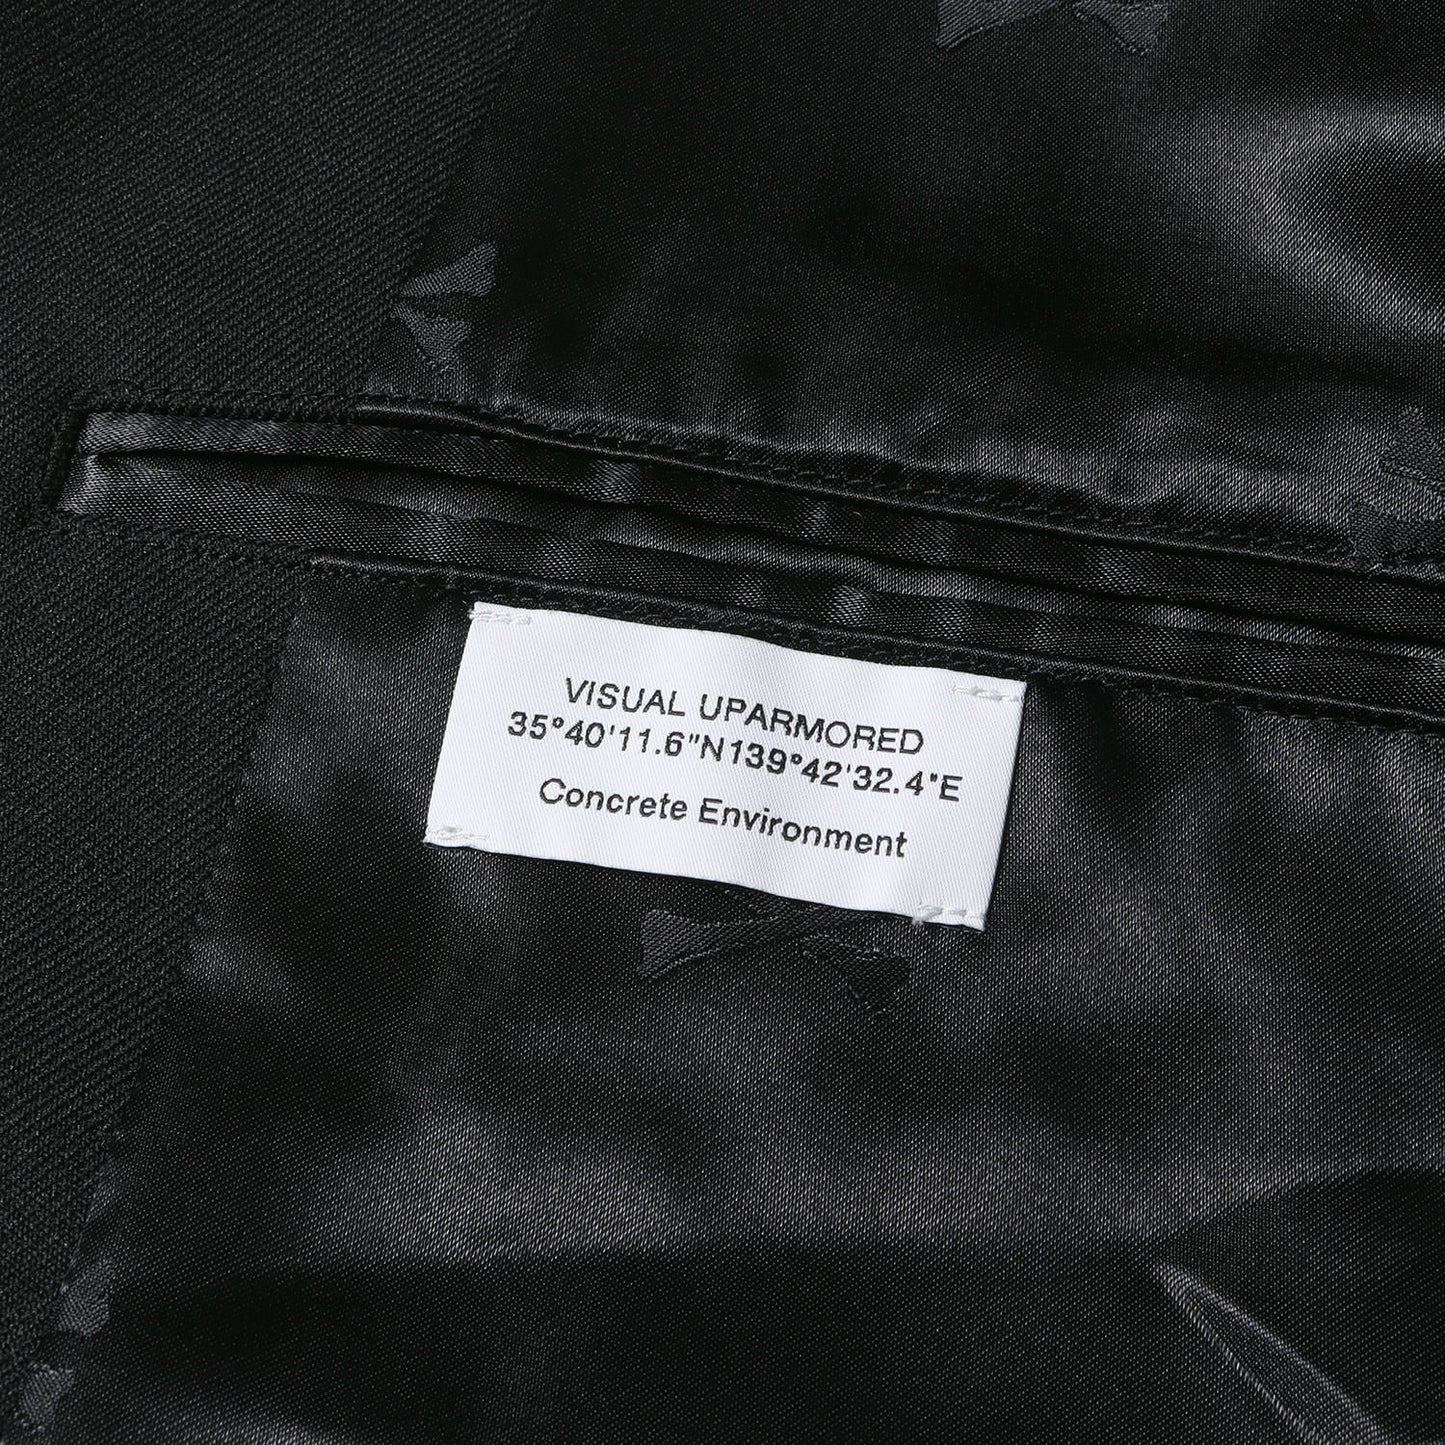 VISUAL UPARMORED
35°40'11.6"N139°42'32.4"E
Concrete Environment